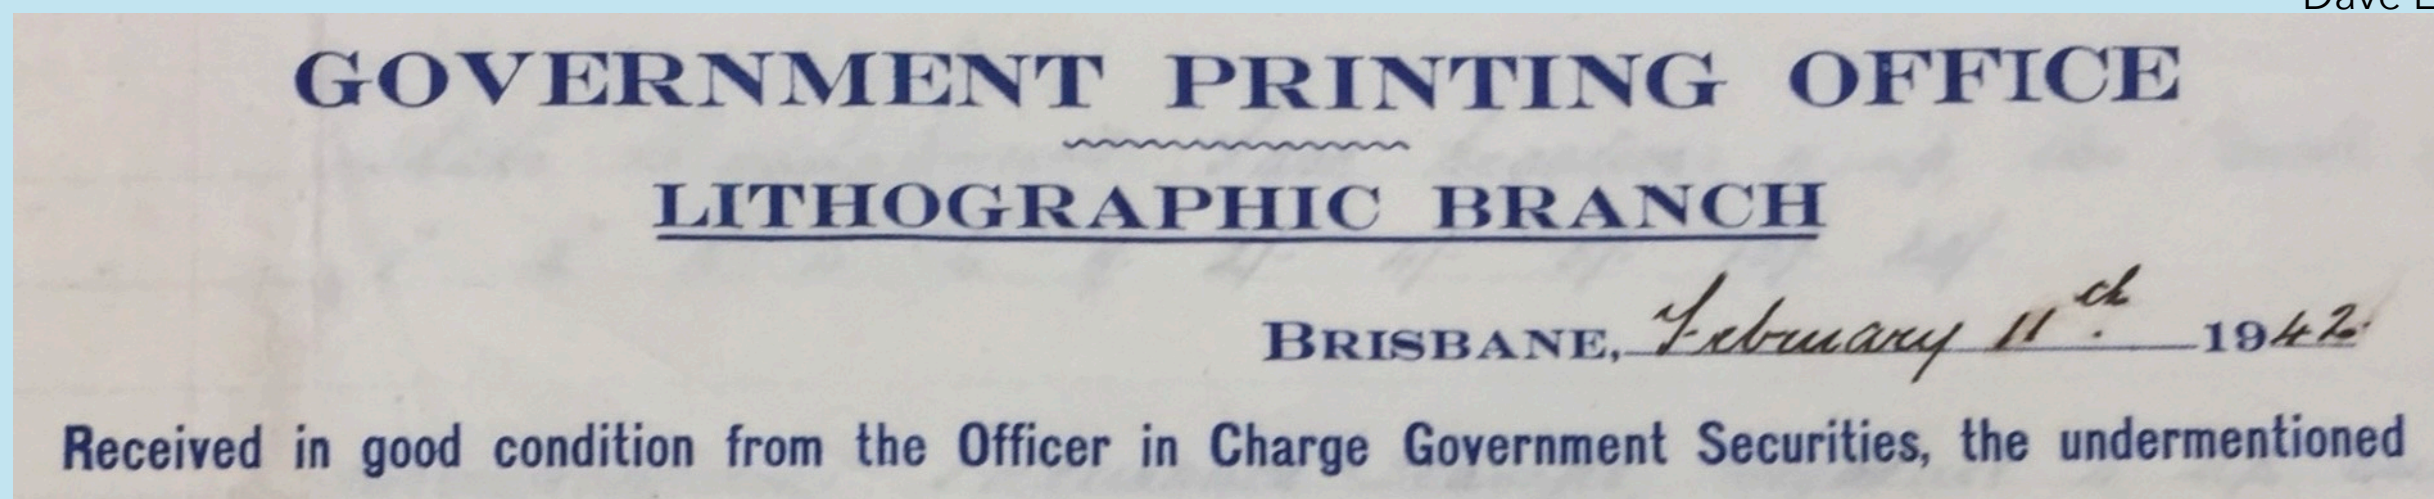 Dave E
GOVERNMENT PRINTING OFFICE
LITHOGRAPHIC BRANCH
BRISBANE, February 11th. 1942.
Received in good condition from the Officer in Charge Government Securities, the undermentioned